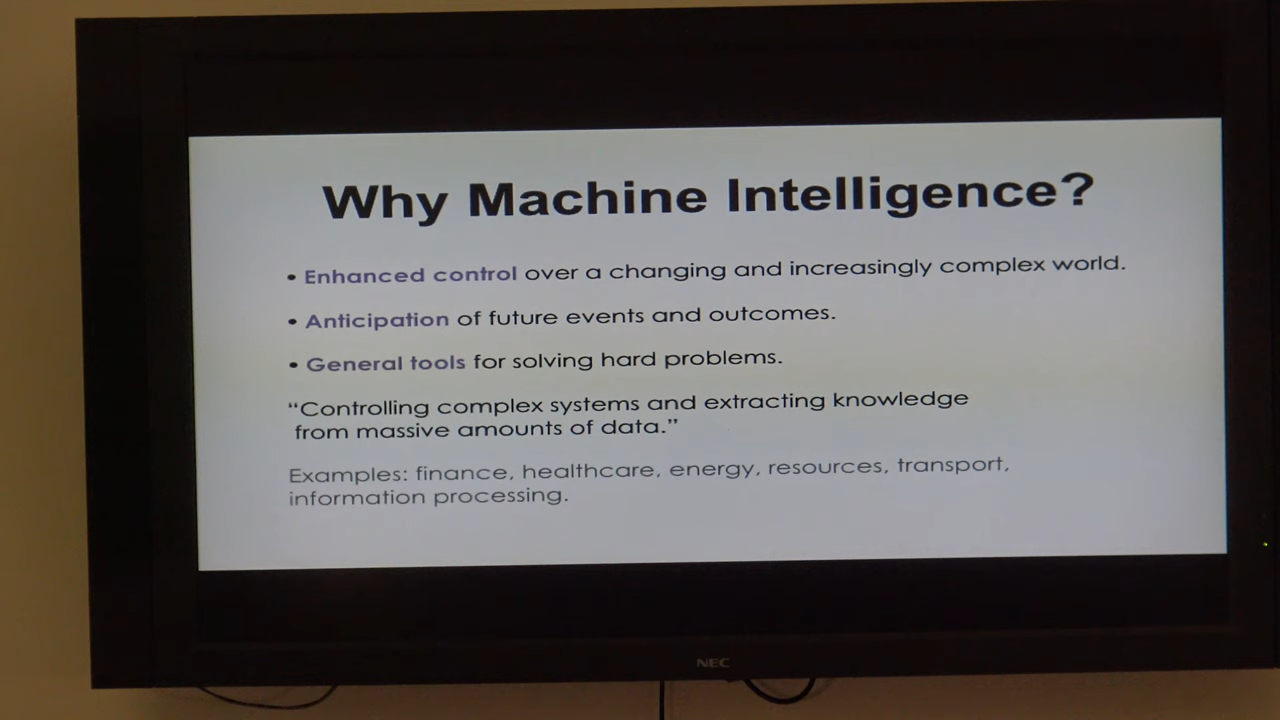 Why Machine Intelligence?
• Enhanced control over a changing and increasingly complex world.
• Anticipation of future events and outcomes.
• General tools for solving hard problems.
“Controlling complex systems and extracting knowledge
from massive amounts of data.”
Examples: finance, healthcare, energy, resources, transport,
information processing.
NEC